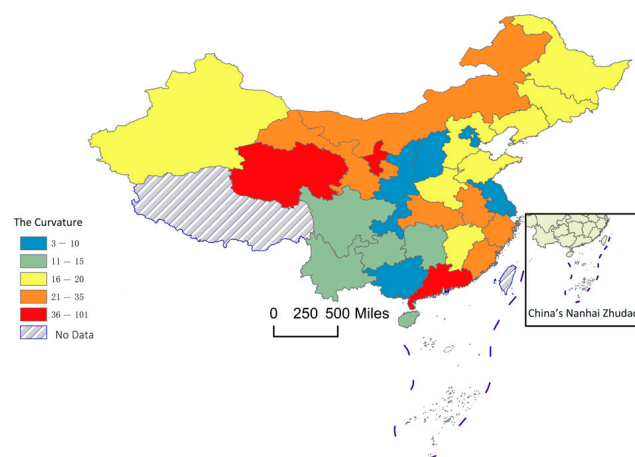 The Curvature
3 — 10
11 — 15
16 — 20
21 — 35
36 — 101
No Data
0 250 500 Miles
China's Nanhai Zhudao